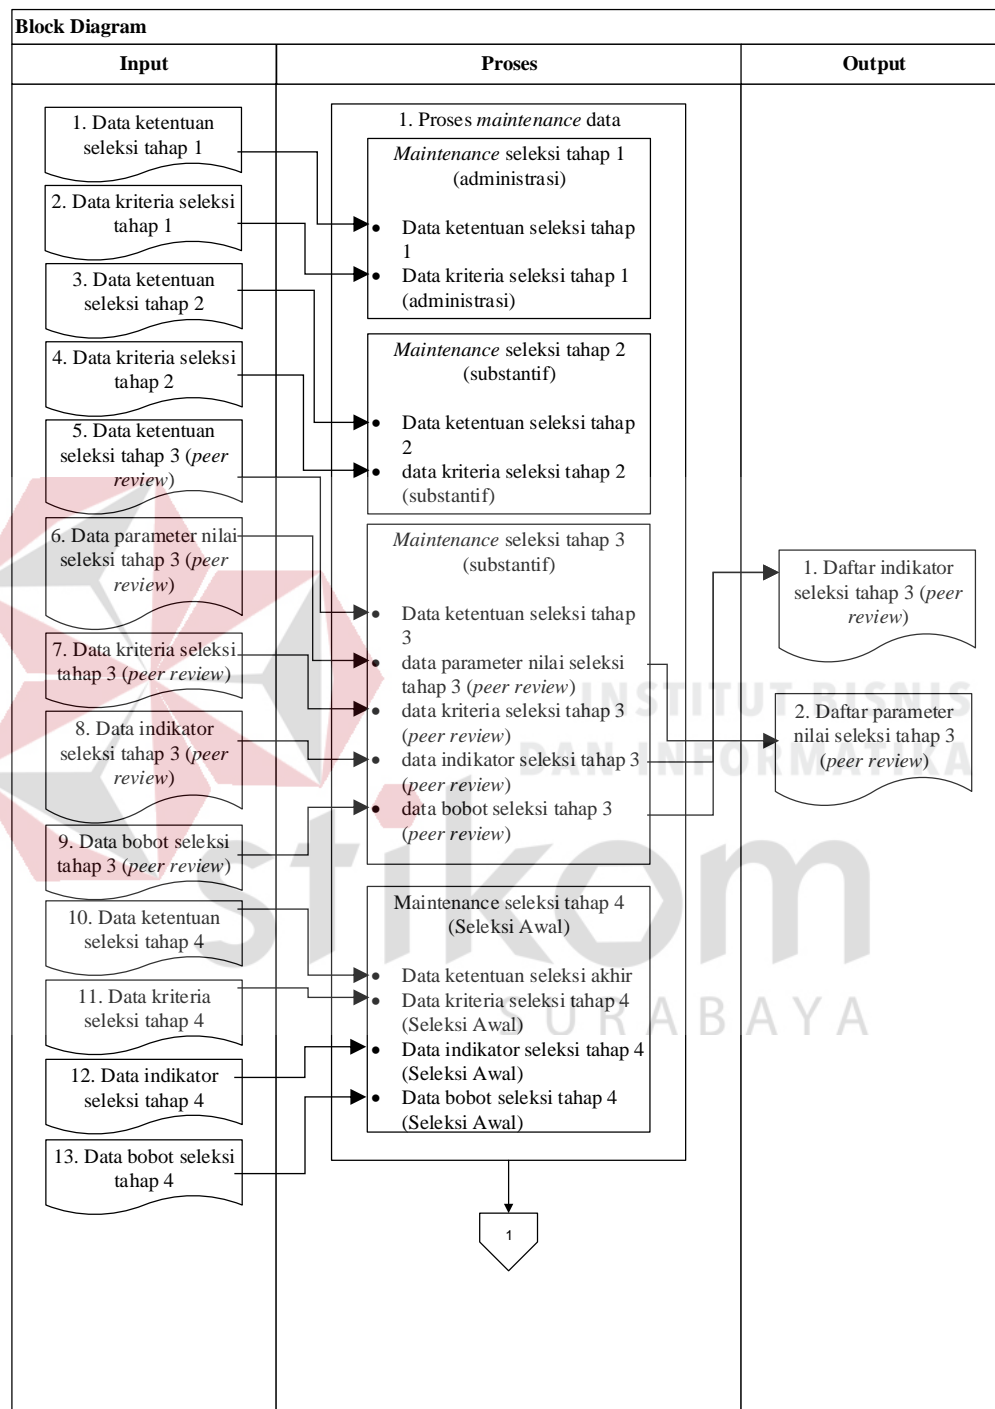 Block Diagram
Input
Proses
Output
1. Data ketentuan
seleksi tahap 1
2. Data kriteria seleksi
tahap 1
3. Data ketentuan
seleksi tahap 2
4. Data kriteria seleksi
tahap 2
5. Data ketentuan
seleksi tahap 3 (peer
review)
6. Data parameter nilai
seleksi tahap 3 (peer
review)
7. Data kriteria seleksi
tahap 3 (peer review)
8. Data indikator
seleksi tahap 3 (peer
review)
9. Data bobot seleksi
tahap 3 (peer review)
10. Data ketentuan
seleksi tahap 4
11. Data kriteria
seleksi tahap 4
12. Data indikator
seleksi tahap 4
13. Data bobot seleksi
tahap 4
1. Proses maintenance data
Maintenance seleksi tahap 1
(administrasi)
• Data ketentuan seleksi tahap
1
• Data kriteria seleksi tahap 1
(administrasi)
Maintenance seleksi tahap 2
(substantif)
• Data ketentuan seleksi tahap
2
• data kriteria seleksi tahap 2
(substantif)
Maintenance seleksi tahap 3
(substantif)
• Data ketentuan seleksi tahap
3
• data parameter nilai seleksi
tahap 3 (peer review)
• data kriteria seleksi tahap 3
(peer review)
• data indikator seleksi tahap 3
(peer review)
• data bobot seleksi tahap 3
(peer review)
Maintenance seleksi tahap 4
(Seleksi Awal)
• Data ketentuan seleksi akhir
• Data kriteria seleksi tahap 4
(Seleksi Awal)
• Data indikator seleksi tahap 4
(Seleksi Awal)
• Data bobot seleksi tahap 4
(Seleksi Awal)
1
1. Daftar indikator
seleksi tahap 3 (peer
review)
2. Daftar parameter
nilai seleksi tahap 3
(peer review)
INSTITUT BISNIS
DAN INFORMATIKA
stikom
SURABAYA